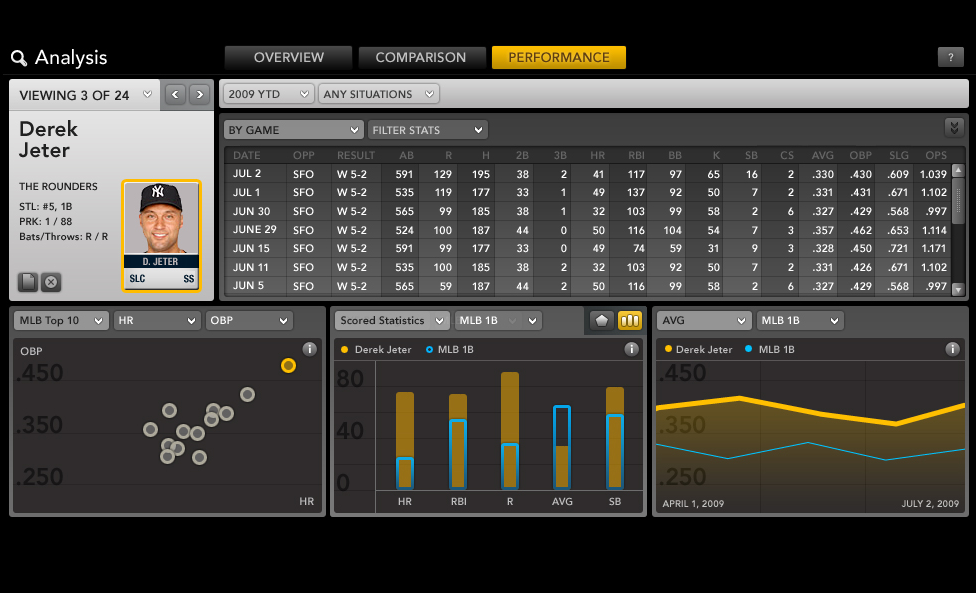 Analysis
OVERVIEW
COMPARISON
PERFORMANCE
?
VIEWING 3 OF 24
2009 YTD
ANY SITUATIONS
Derek
Jeter
THE ROUNDERS
STL: #5, 1B
PRK: 1 / 88
Bats/Throws: R / R
NY
D. JETER
SLC SS
BY GAME
FILTER STATS
DATE OPP RESULT AB R H 2B 3B HR RBI BB K SB CS AVG OBP SLG OPS
JUL 2 SFO W 5-2 591 129 195 38 2 41 117 97 65 16 2 .330 .430 .609 1.039
JUL 1 SFO W 5-2 535 119 177 33 1 49 137 92 50 7 2 .331 .431 .671 1.102
JUN 30 SFO W 5-2 565 99 185 38 1 32 103 99 58 2 6 .327 .429 .568 .997
JUNE 29 SFO W 5-2 524 100 187 44 0 50 116 104 54 7 3 .357 .462 .653 1.114
JUN 15 SFO W 5-2 591 99 177 33 0 49 74 59 31 9 3 .328 .450 .721 1.171
JUN 11 SFO W 5-2 535 100 185 38 2 32 103 92 50 7 2 .331 .426 .671 1.102
JUN 5 SFO W 5-2 565 59 187 44 2 50 116 99 58 2 6 .327 .429 .568 .997
MLB Top 10
HR
OBP
OBP
.450
.350
.250
HR
Scored Statistics
MLB 1B
Derek Jeter
MLB 1B
80
40
0
HR RBI R AVG SB
AVG
MLB 1B
Derek Jeter
MLB 1B
.450
.350
.250
APRIL 1, 2009
JULY 2, 2009